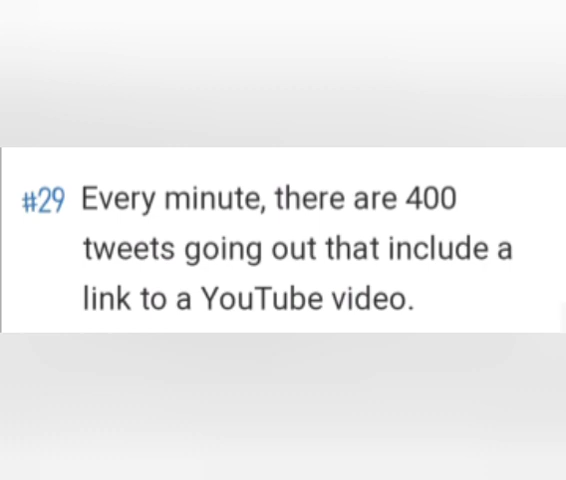 #29 Every minute, there are 400
tweets going out that include a
link to a YouTube video.